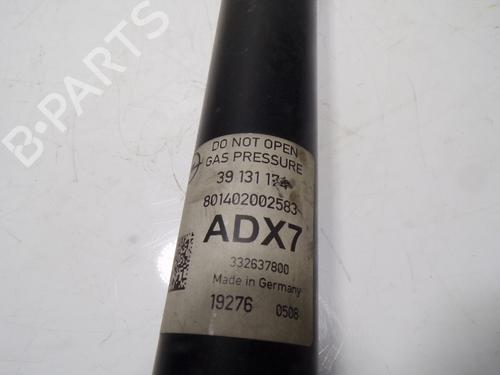 B-PARTS
DO NOT OPEN
GAS PRESSURE
39 131 174
801402002583
ADX7
332637800
Made in Germany
19276 0508